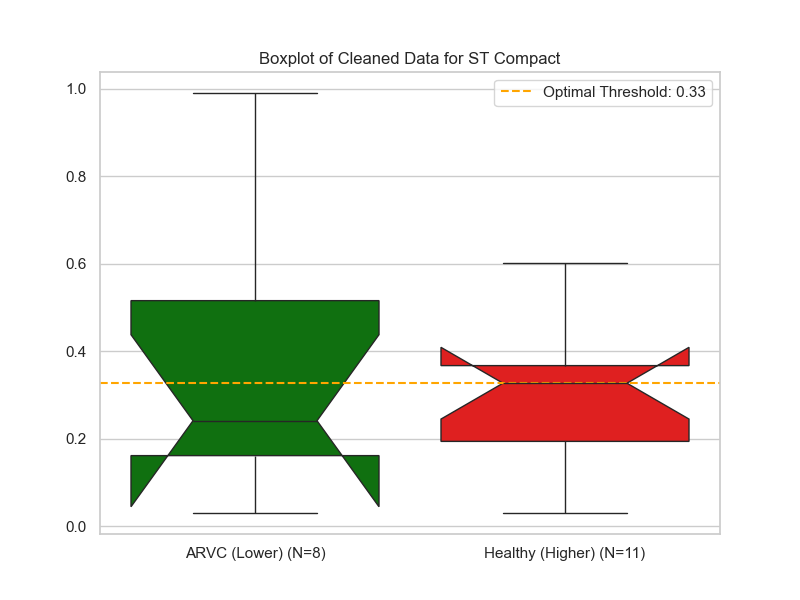 Boxplot of Cleaned Data for ST Compact
Optimal Threshold: 0.33
1.0
0.8
0.6
0.4
0.2
0.0
ARVC (Lower) (N=8)
Healthy (Higher) (N=11)